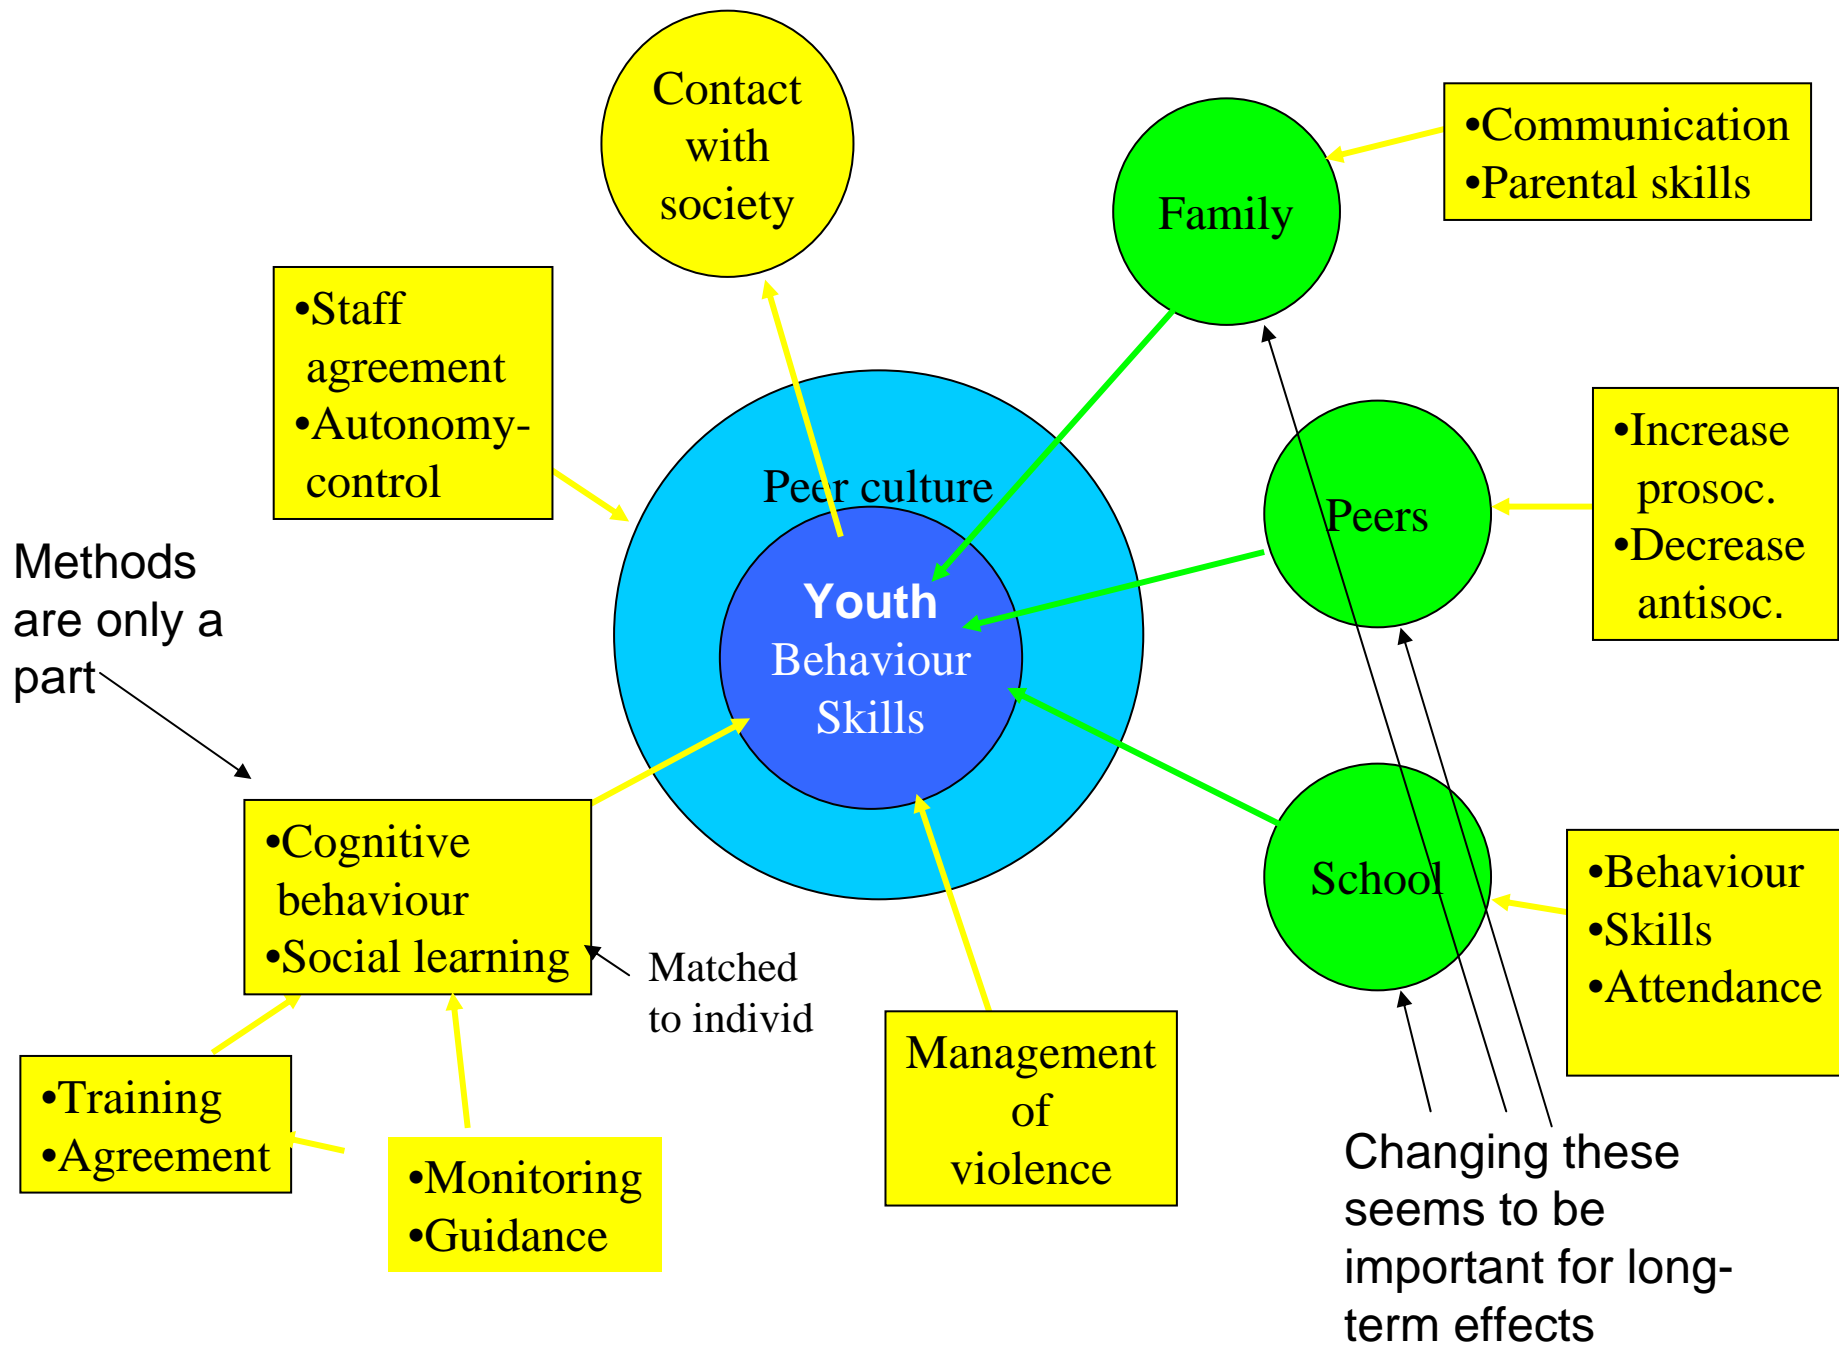 Contact
with
society
•Communication
•Parental skills
Family
•Staff
agreement
•Autonomy-
control
•Increase
prosoc.
•Decrease
antisoc.
Peer culture
Peers
Methods
are only a
part
Youth
Behaviour
Skills
School
•Behaviour
•Skills
•Attendance
•Cognitive
behaviour
•Social learning
Matched
to individ
Management
of
violence
•Training
•Agreement
•Monitoring
•Guidance
Changing these
seems to be
important for long-
term effects